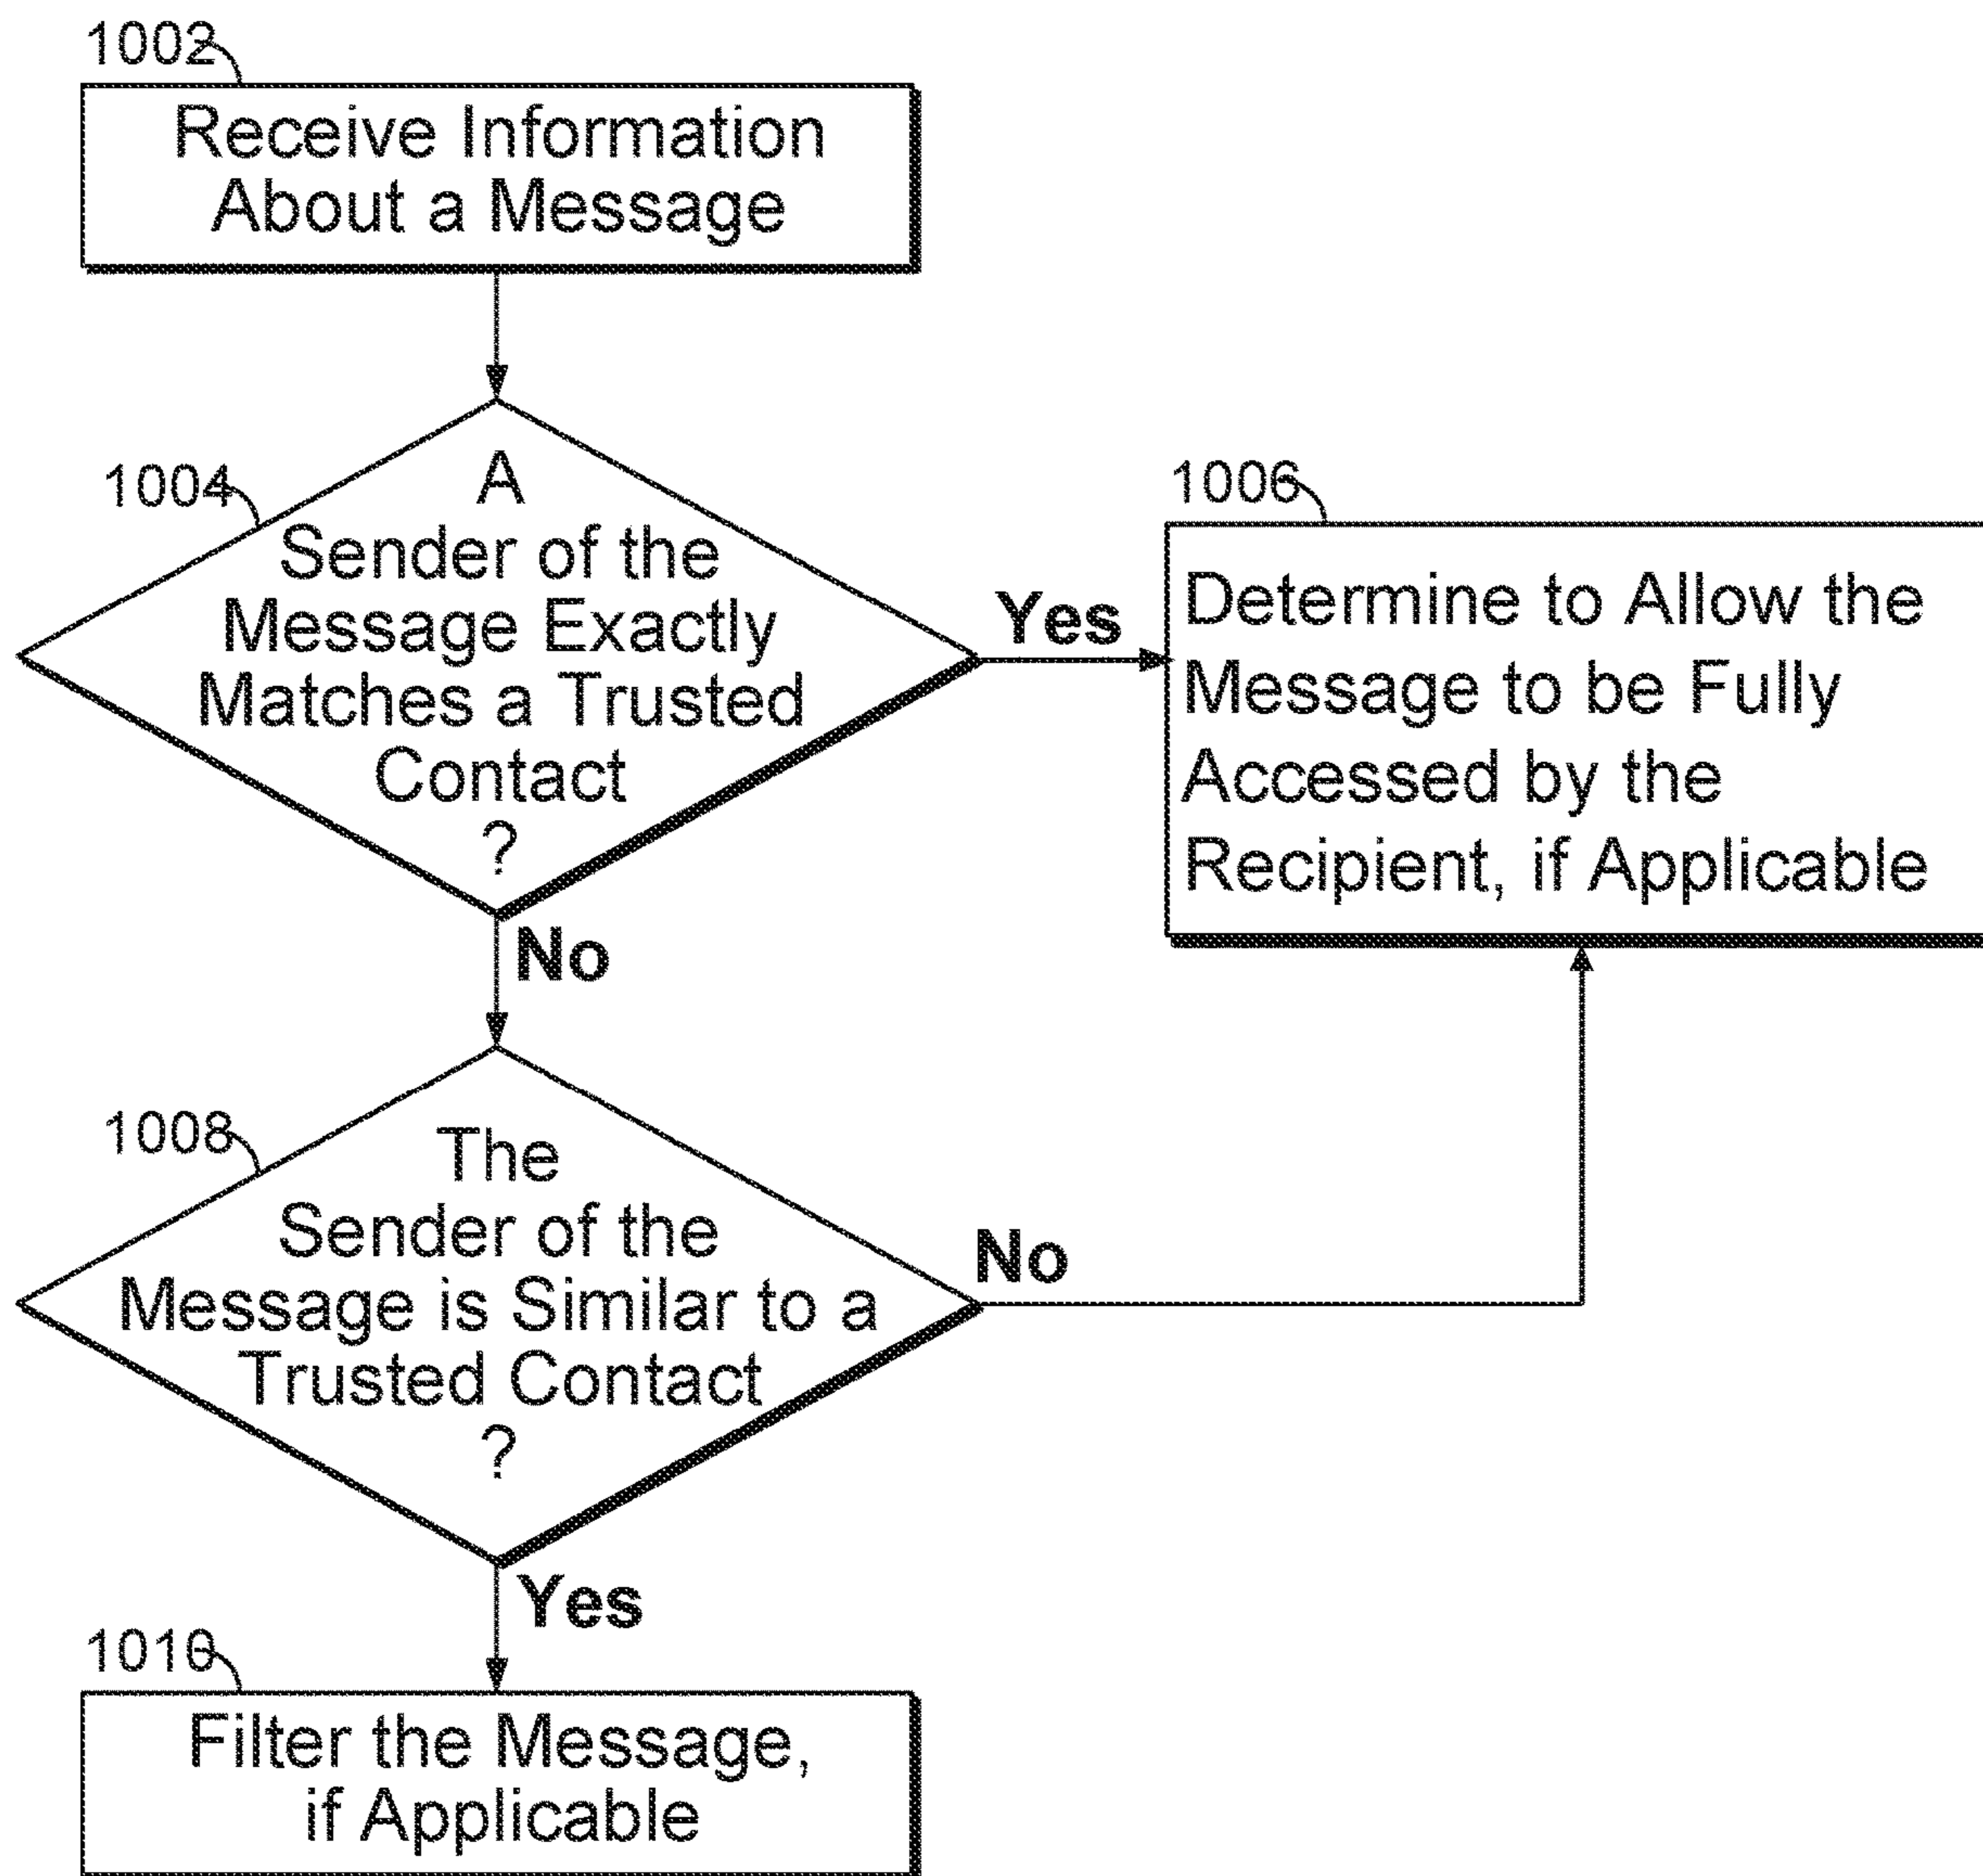 1002
Receive Information
About a Message
1004
A
Sender of the
Message Exactly
Matches a Trusted
Contact
?
Yes
1006
Determine to Allow the
Message to be Fully
Accessed by the
Recipient, if Applicable
No
1008
The
Sender of the
Message is Similar to a
Trusted Contact
?
No
Yes
1010
Filter the Message,
if Applicable